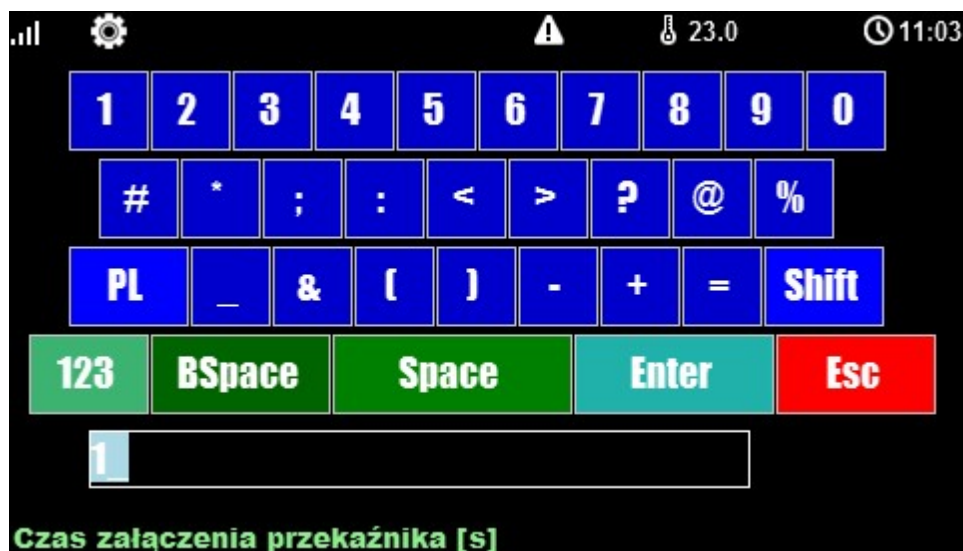 23.0 11:03
1 2 3 4 5 6 7 8 9 0
# * ; : < > ? @ %
PL _ & ( ) - + = Shift
123 BSpace Space Enter Esc
1_
Czas załączenia przekaźnika [s]